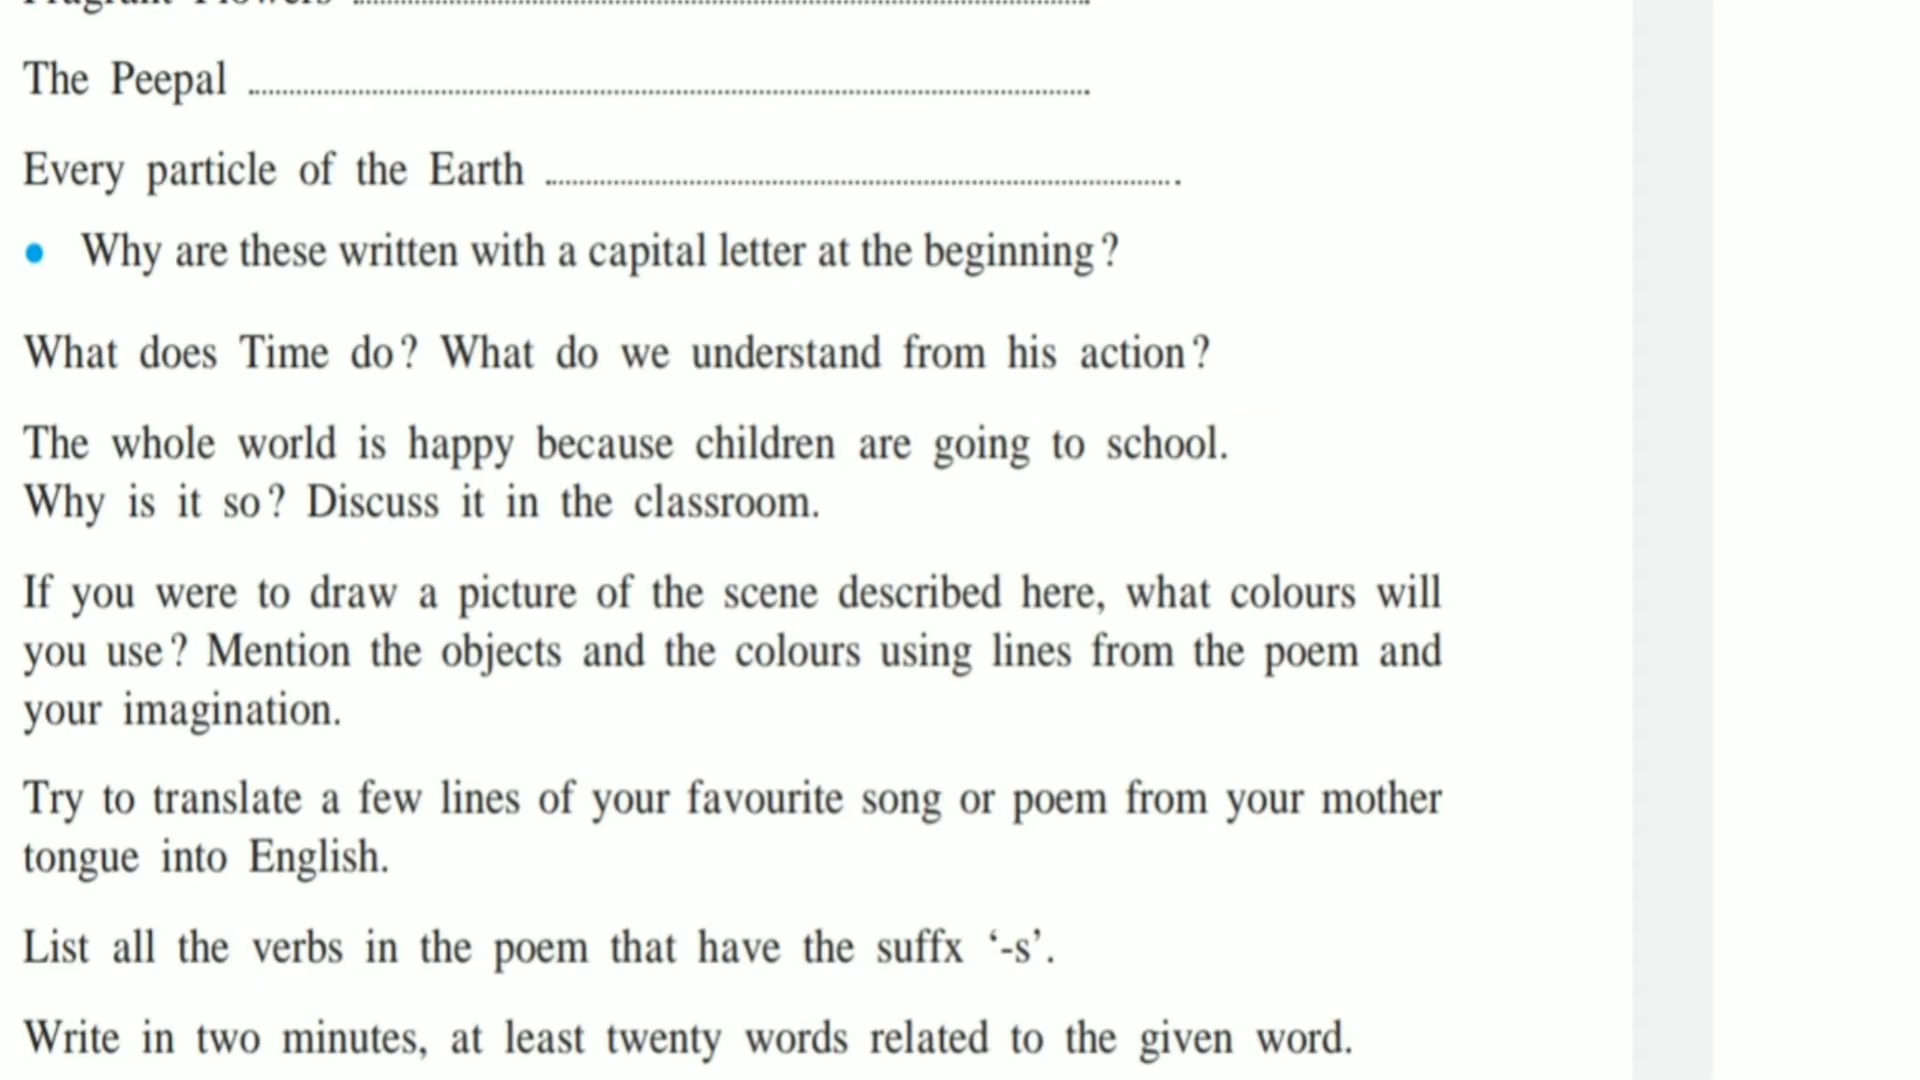 Fragrant Flowers ................
The Peepal ................
Every particle of the Earth ................
• Why are these written with a capital letter at the beginning?
What does Time do? What do we understand from his action?
The whole world is happy because children are going to school.
Why is it so? Discuss it in the classroom.
If you were to draw a picture of the scene described here, what colours will
you use? Mention the objects and the colours using lines from the poem and
your imagination.
Try to translate a few lines of your favourite song or poem from your mother
tongue into English.
List all the verbs in the poem that have the suffx ‘-s’.
Write in two minutes, at least twenty words related to the given word.